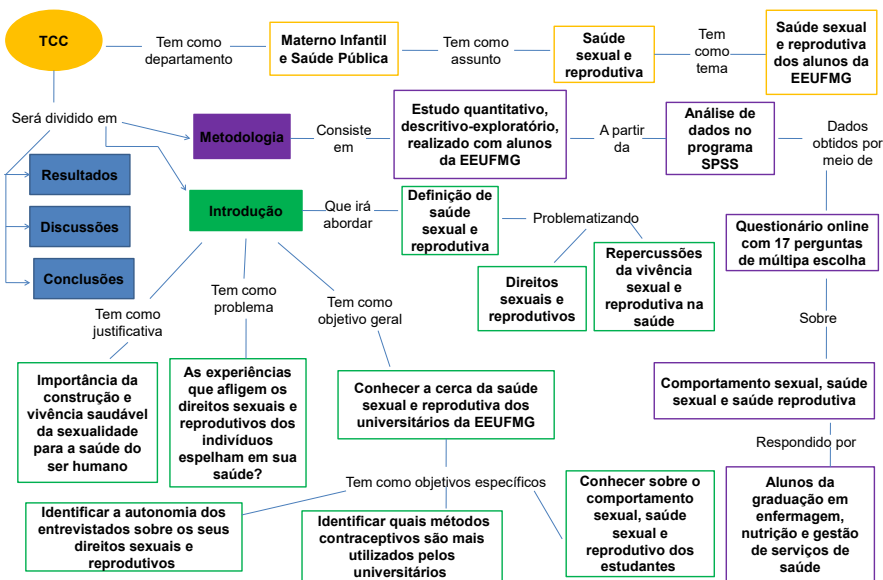 TCC
Tem como
departamento
Materno Infantil
e Saúde Pública
Tem como
assunto
Saúde
sexual e
reprodutiva
Tem
como
tema
Saúde sexual
e reprodutiva
dos alunos da
EEUFMG
Será dividido em
Metodologia
Consiste
em
Estudo quantitativo,
descritivo-exploratório,
realizado com alunos
da EEUFMG
A partir
da
Análise de
dados no
programa
SPSS
Dados
obtidos por
meio de
Resultados
Discussões
Conclusões
Introdução
Que irá
abordar
Definição de
saúde
sexual e
reprodutiva
Problematizando
Direitos
sexuais e
reprodutivos
Repercussões
da vivência
sexual e
reprodutiva na
saúde
Questionário online
com 17 perguntas
de múltipa escolha
Sobre
Tem como
justificativa
Tem como
problema
Tem como
objetivo geral
Importância da
construção e
vivência saudável
da sexualidade
para a saúde do
ser humano
As experiências
que afligem os
direitos sexuais e
reprodutivos dos
indivíduos
espelham em sua
saúde?
Conhecer a cerca da saúde
sexual e reprodutiva dos
universitários da EEUFMG
Comportamento sexual, saúde
sexual e saúde reprodutiva
Respondido por
Tem como objetivos específicos
Identificar a autonomia dos
entrevistados sobre os seus
direitos sexuais e
reprodutivos
Identificar quais métodos
contraceptivos são mais
utilizados pelos
universitários
Conhecer sobre o
comportamento
sexual, saúde
sexual e
reprodutivo dos
estudantes
Alunos da
graduação em
enfermagem,
nutrição e gestão
de serviços de
saúde